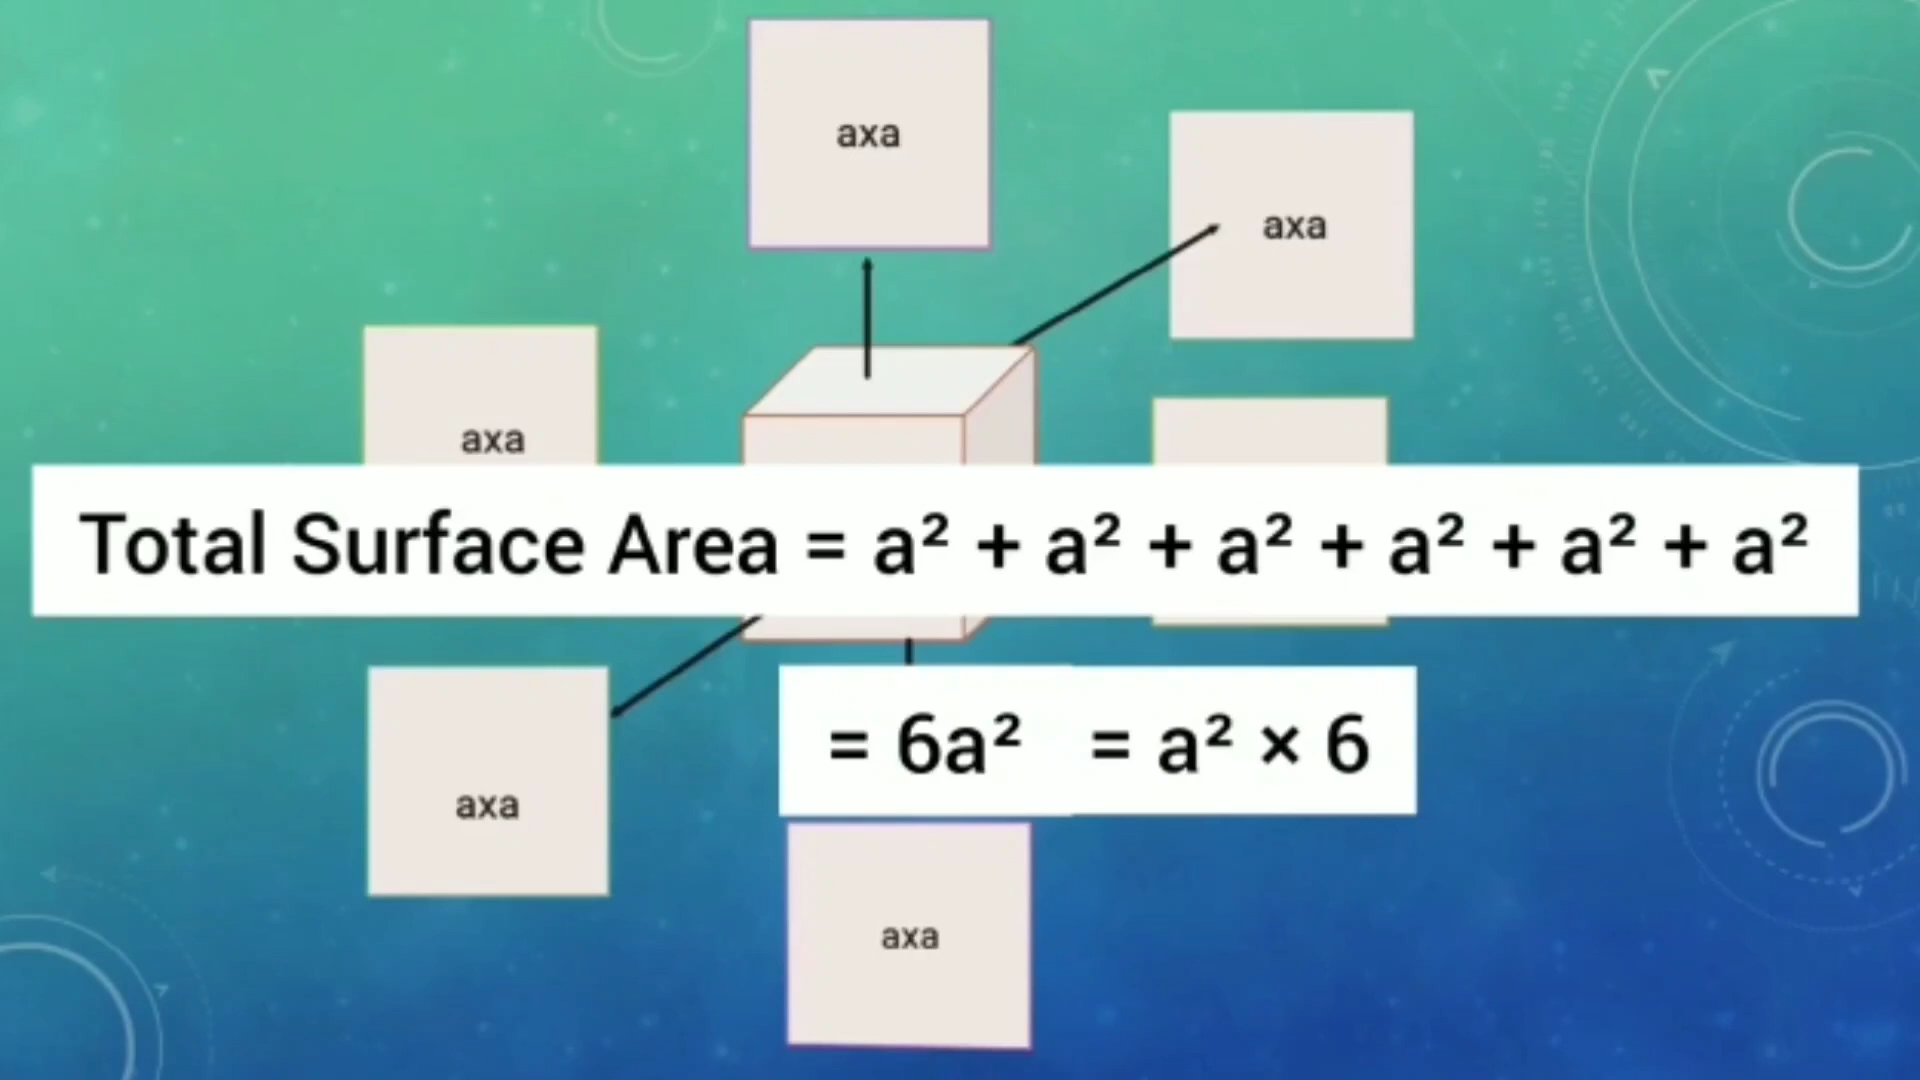 axa
axa
axa
Total Surface Area = a² + a² + a² + a² + a² + a²
= 6a² = a² × 6
axa
axa